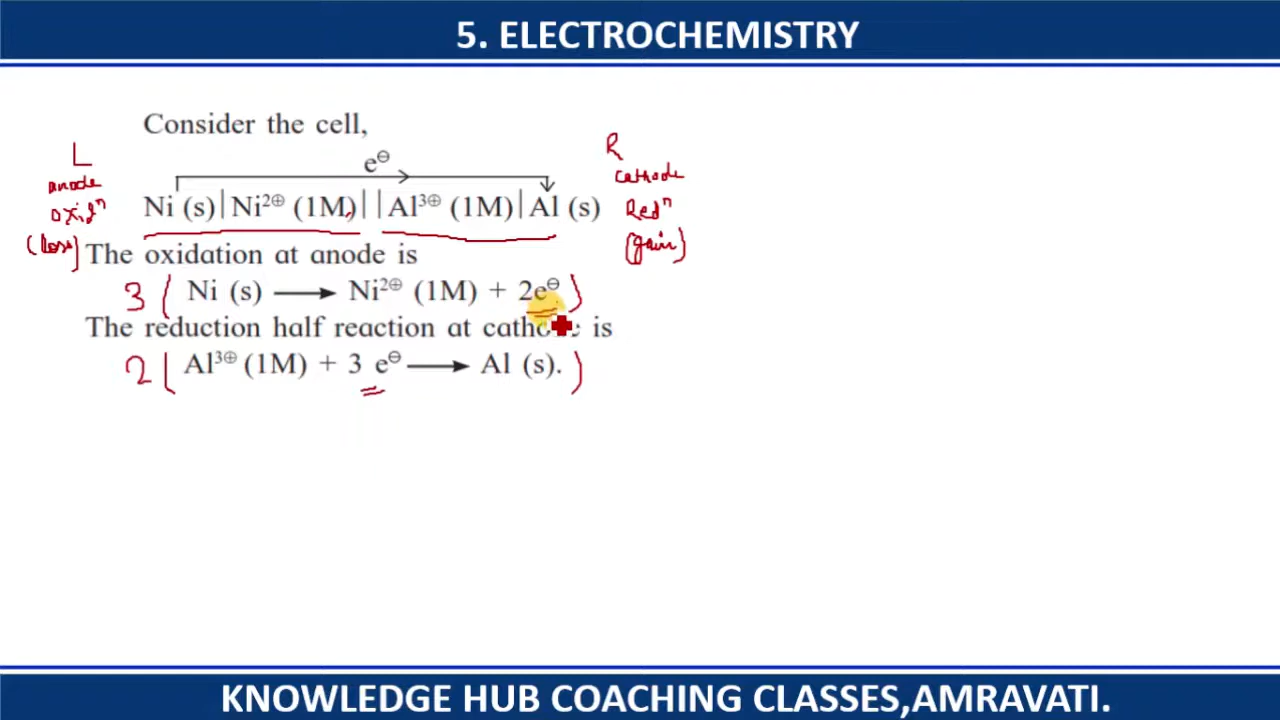 5. ELECTROCHEMISTRY
Consider the cell,
L
R
e⊖
anode
cathode
Ni (s)|Ni²⊕ (1M)||Al³⊕ (1M)|Al (s)
oxidⁿ
Redⁿ
(loss)
(gain)
The oxidation at anode is
3 ( Ni (s) ⟶ Ni²⊕ (1M) + 2e⊖ )
The reduction half reaction at cathode is
2 ( Al³⊕ (1M) + 3 e⊖ ⟶ Al (s). )
KNOWLEDGE HUB COACHING CLASSES,AMRAVATI.